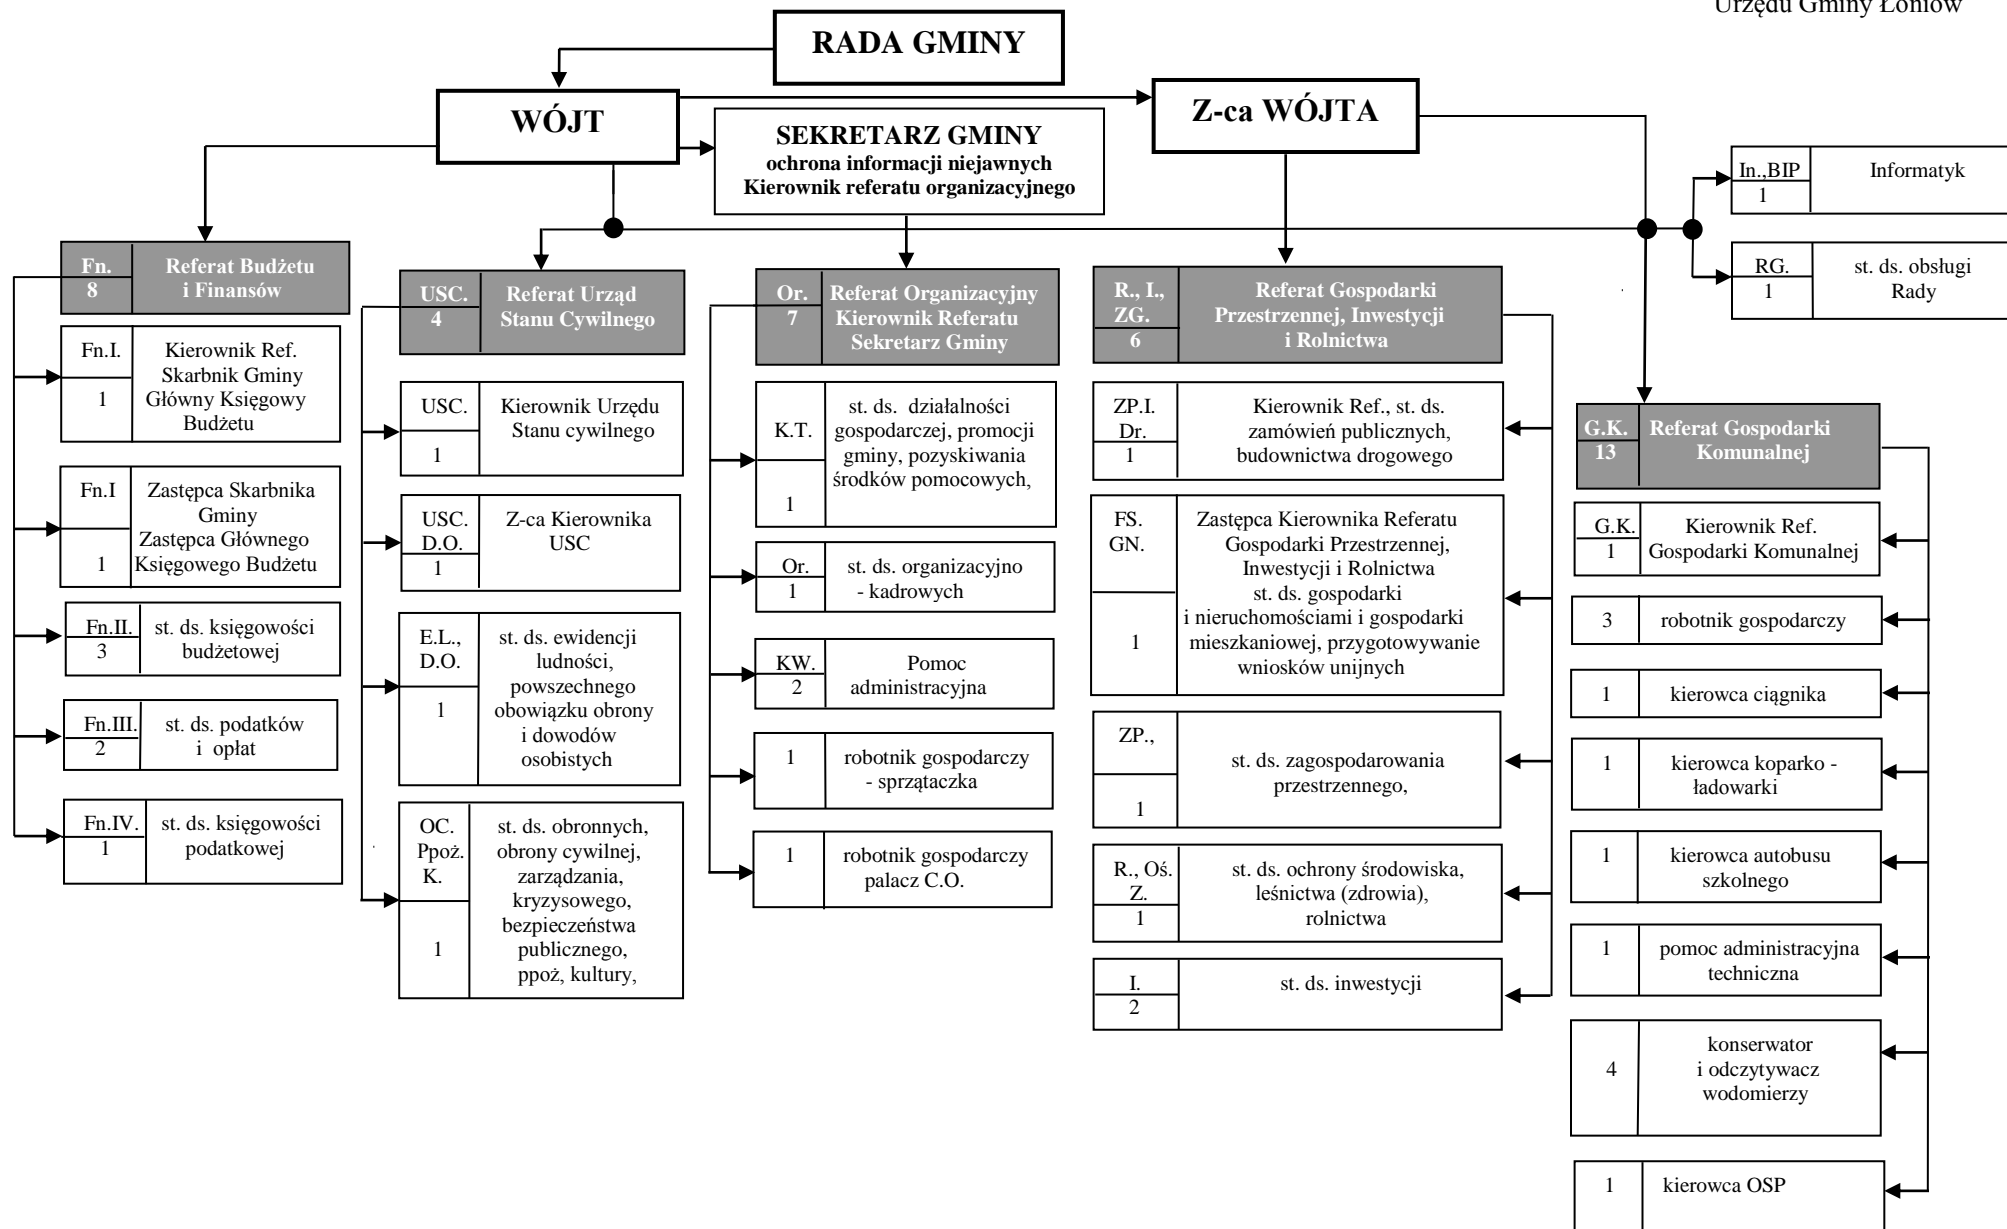 Urzędu Gminy Łoniów
RADA GMINY
WÓJT
Z-ca WÓJTA
SEKRETARZ GMINY
ochrona informacji niejawnych
Kierownik referatu organizacyjnego
In.,BIP
1
Informatyk
RG.
1
st. ds. obsługi
Rady
Fn.
8
Referat Budżetu
i Finansów
Fn.I.
1
Kierownik Ref.
Skarbnik Gminy
Główny Księgowy
Budżetu
Fn.I
1
Zastępca Skarbnika
Gminy
Zastępca Głównego
Księgowego Budżetu
Fn.II.
3
st. ds. księgowości
budżetowej
Fn.III.
2
st. ds. podatków
i opłat
Fn.IV.
1
st. ds. księgowości
podatkowej
USC.
4
Referat Urząd
Stanu Cywilnego
USC.
1
Kierownik Urzędu
Stanu cywilnego
USC.
D.O.
1
Z-ca Kierownika
USC
E.L.,
D.O.
1
st. ds. ewidencji
ludności,
powszechnego
obowiązku obrony
i dowodów
osobistych
OC.
Ppoż.
K.
1
st. ds. obronnych,
obrony cywilnej,
zarządzania,
kryzysowego,
bezpieczeństwa
publicznego,
ppoż, kultury,
Or.
7
Referat Organizacyjny
Kierownik Referatu
Sekretarz Gminy
K.T.
1
st. ds. działalności
gospodarczej, promocji
gminy, pozyskiwania
środków pomocowych,
Or.
1
st. ds. organizacyjno
- kadrowych
KW.
2
Pomoc
administracyjna
1
robotnik gospodarczy
- sprzątaczka
1
robotnik gospodarczy
palacz C.O.
R., I.,
ZG.
6
Referat Gospodarki
Przestrzennej, Inwestycji
i Rolnictwa
ZP.I.
Dr.
1
Kierownik Ref., st. ds.
zamówień publicznych,
budownictwa drogowego
FS.
GN.
1
Zastępca Kierownika Referatu
Gospodarki Przestrzennej,
Inwestycji i Rolnictwa
st. ds. gospodarki
i nieruchomościami i gospodarki
mieszkaniowej, przygotowywanie
wniosków unijnych
ZP.,
1
st. ds. zagospodarowania
przestrzennego,
R., Oś.
Z.
1
st. ds. ochrony środowiska,
leśnictwa (zdrowia),
rolnictwa
I.
2
st. ds. inwestycji
G.K.
13
Referat Gospodarki
Komunalnej
G.K.
1
Kierownik Ref.
Gospodarki Komunalnej
3
robotnik gospodarczy
1
kierowca ciągnika
1
kierowca koparko -
ładowarki
1
kierowca autobusu
szkolnego
1
pomoc administracyjna
techniczna
4
konserwator
i odczytywacz
wodomierzy
1
kierowca OSP